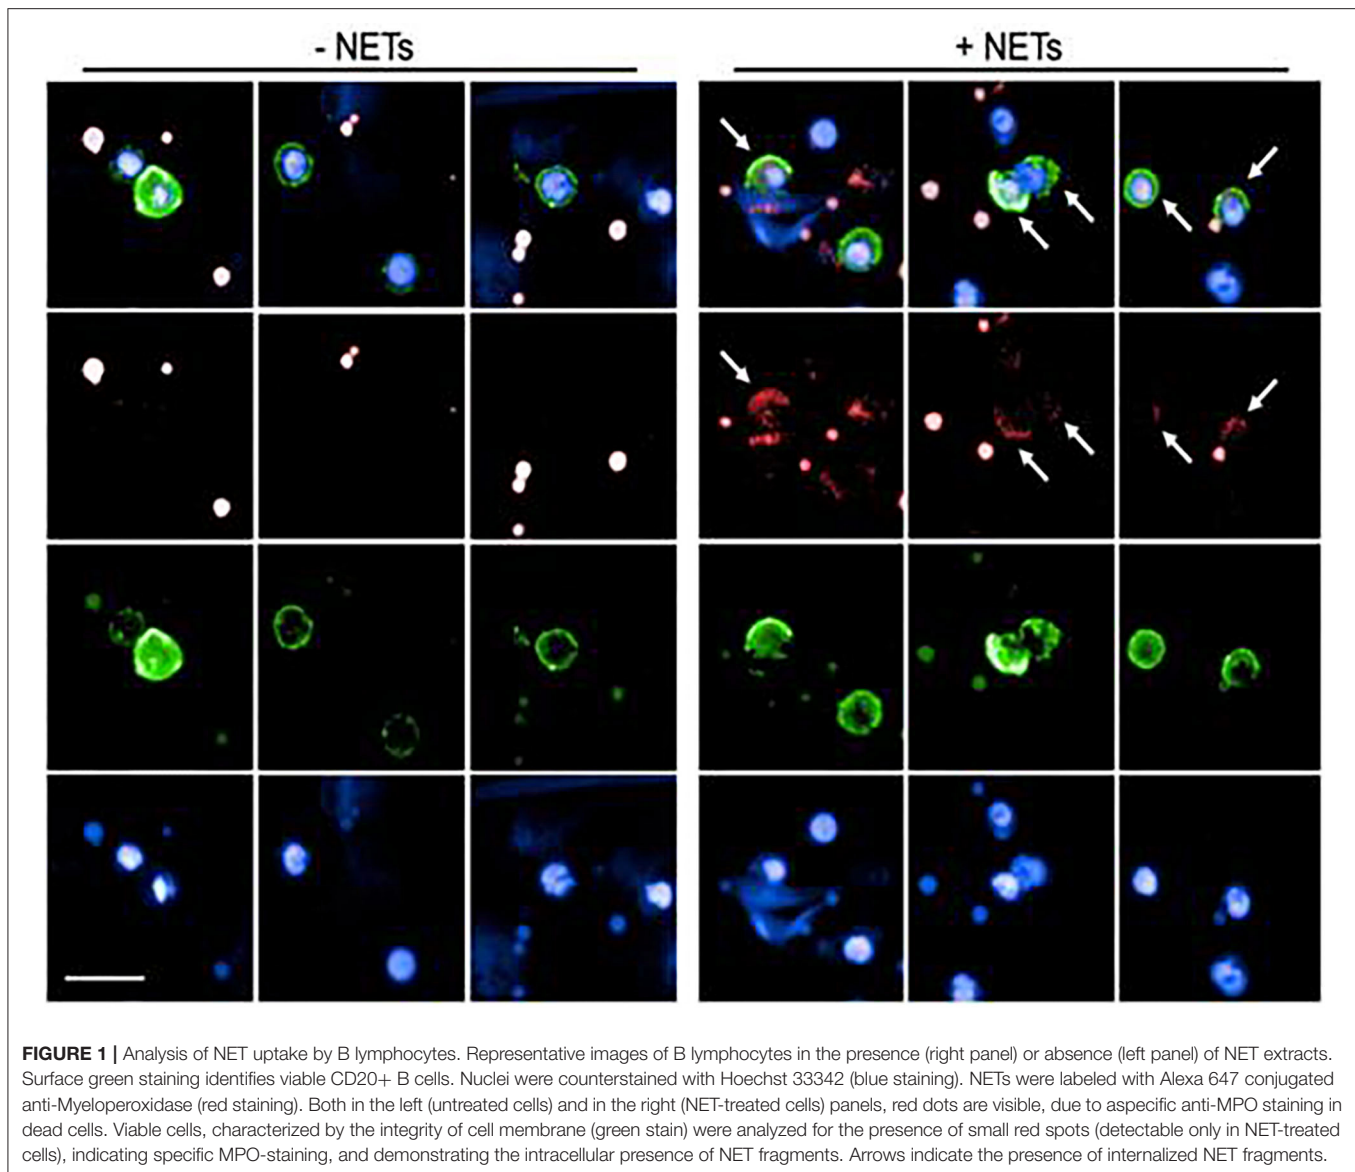 - NETs
+ NETs
FIGURE 1 | Analysis of NET uptake by B lymphocytes. Representative images of B lymphocytes in the presence (right panel) or absence (left panel) of NET extracts.
Surface green staining identifies viable CD20+ B cells. Nuclei were counterstained with Hoechst 33342 (blue staining). NETs were labeled with Alexa 647 conjugated
anti-Myeloperoxidase (red staining). Both in the left (untreated cells) and in the right (NET-treated cells) panels, red dots are visible, due to aspecific anti-MPO staining in
dead cells. Viable cells, characterized by the integrity of cell membrane (green stain) were analyzed for the presence of small red spots (detectable only in NET-treated
cells), indicating specific MPO-staining, and demonstrating the intracellular presence of NET fragments. Arrows indicate the presence of internalized NET fragments.